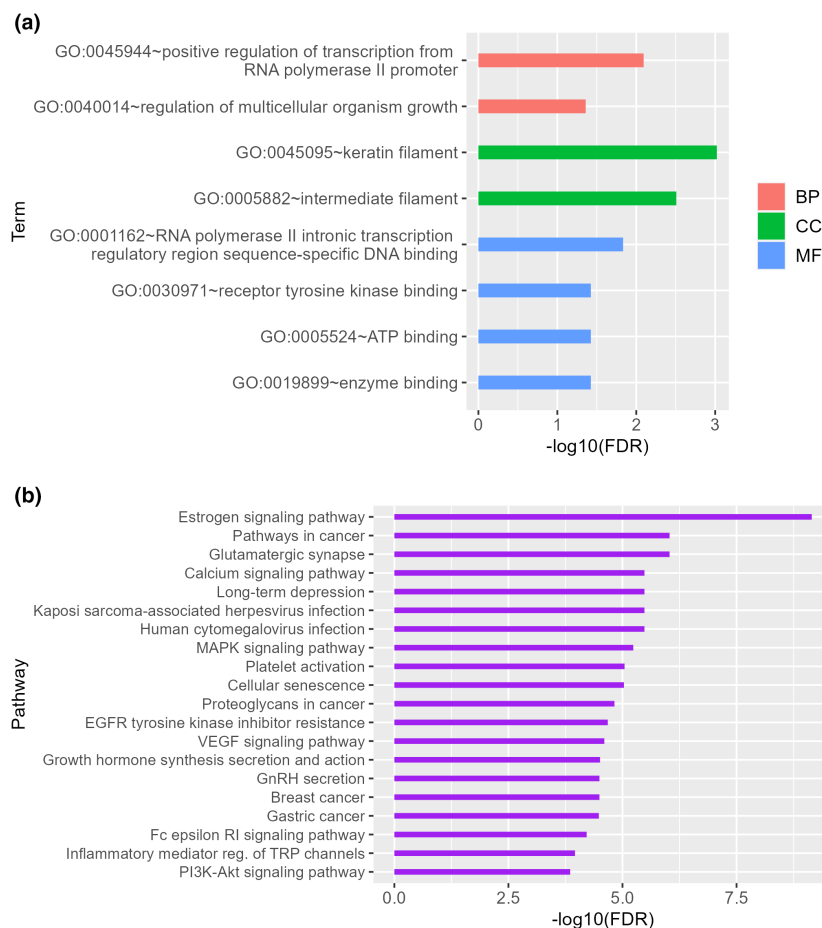 (a)
GO:0045944~positive regulation of transcription from
RNA polymerase II promoter
GO:0040014~regulation of multicellular organism growth
GO:0045095~keratin filament
GO:0005882~intermediate filament
GO:0001162~RNA polymerase II intronic transcription
regulatory region sequence-specific DNA binding
GO:0030971~receptor tyrosine kinase binding
GO:0005524~ATP binding
GO:0019899~enzyme binding
Term
0 1 2 3
-log10(FDR)
BP
CC
MF
(b)
Estrogen signaling pathway
Pathways in cancer
Glutamatergic synapse
Calcium signaling pathway
Long-term depression
Kaposi sarcoma-associated herpesvirus infection
Human cytomegalovirus infection
MAPK signaling pathway
Platelet activation
Cellular senescence
Proteoglycans in cancer
EGFR tyrosine kinase inhibitor resistance
VEGF signaling pathway
Growth hormone synthesis secretion and action
GnRH secretion
Breast cancer
Gastric cancer
Fc epsilon RI signaling pathway
Inflammatory mediator reg. of TRP channels
PI3K-Akt signaling pathway
Pathway
0.0 2.5 5.0 7.5
-log10(FDR)